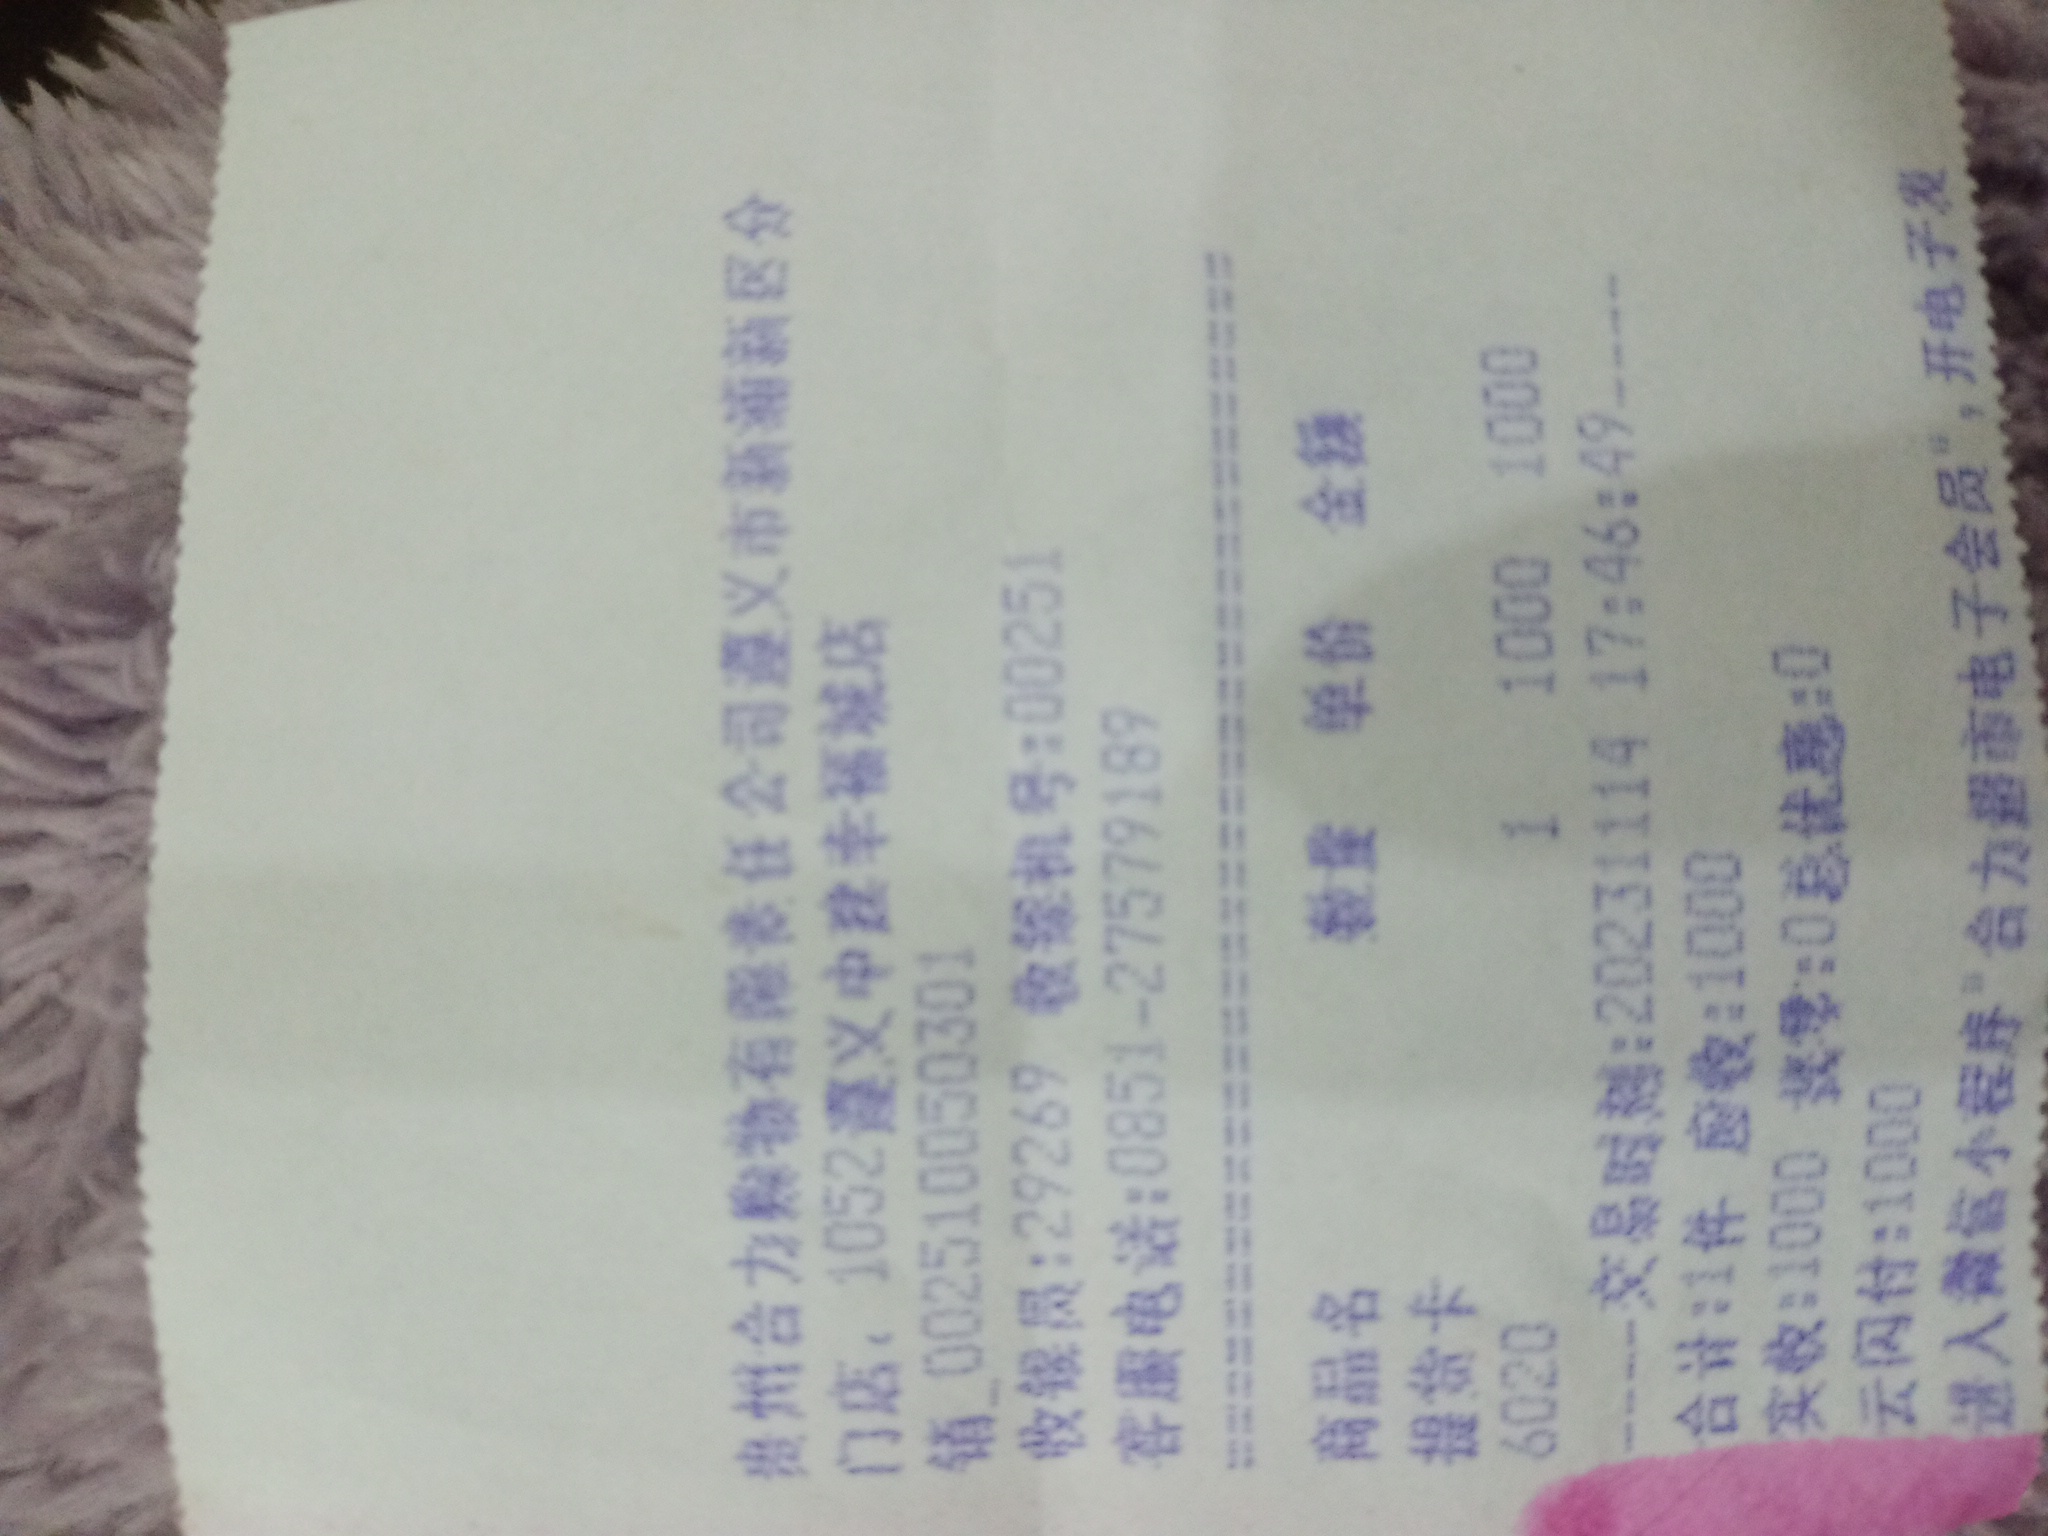 贵州合力购物有限责任公司遵义市新浦新区分
门店：1052遵义中建幸福城店
销_00251005030​1
收银员:29269 收银机号:00251
客服电话:0851-27579189
==============================
商品名 数量 单价 金额
提货卡
6020 1 1000 1000
-----交易时间:20231114 17:46:49-----
合计:1件 应收:1000
实收:1000 找零:0总优惠:0
云闪付:1000
进入微信小程序"合力超市电子会员",开电子发